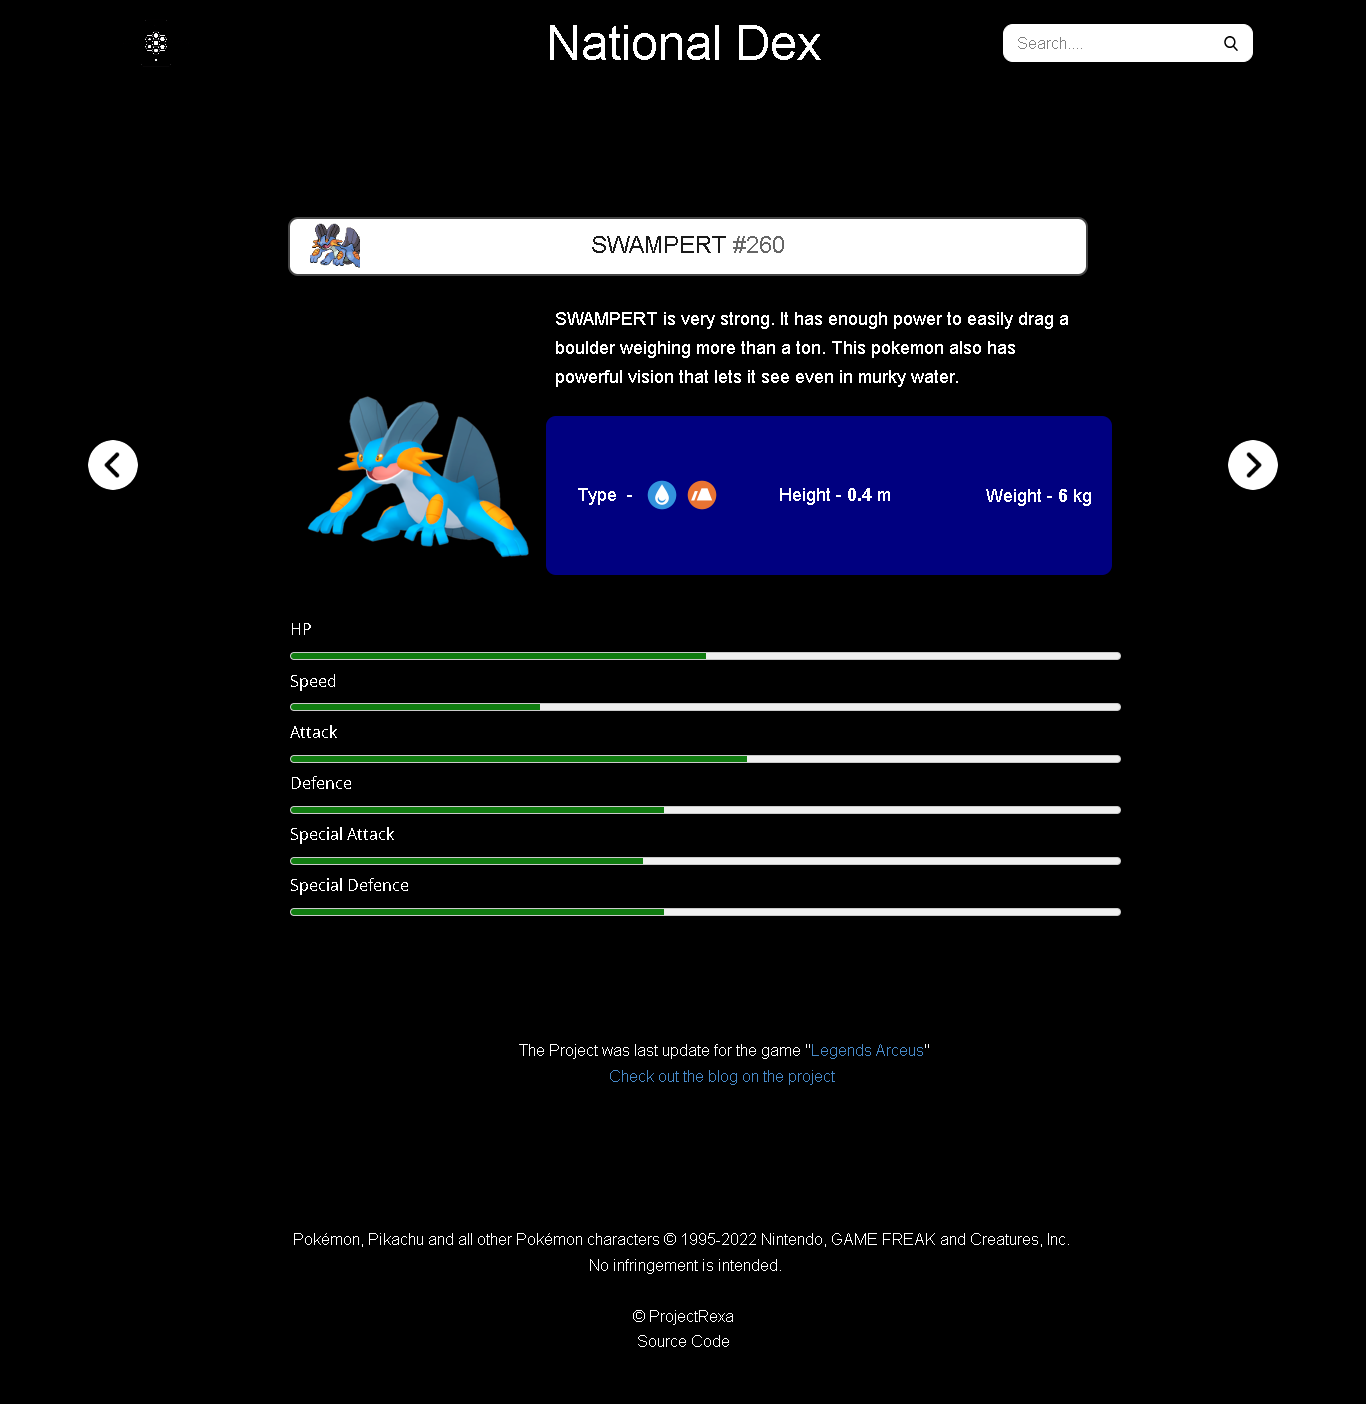 National Dex
Search....
SWAMPERT #260
SWAMPERT is very strong. It has enough power to easily drag a
boulder weighing more than a ton. This pokemon also has
powerful vision that lets it see even in murky water.
Type -
Height - 0.4 m
Weight - 6 kg
HP
Speed
Attack
Defence
Special Attack
Special Defence
The Project was last update for the game "Legends Arceus"
Check out the blog on the project
Pokémon, Pikachu and all other Pokémon characters © 1995-2022 Nintendo, GAME FREAK and Creatures, Inc.
No infringement is intended.
© ProjectRexa
Source Code